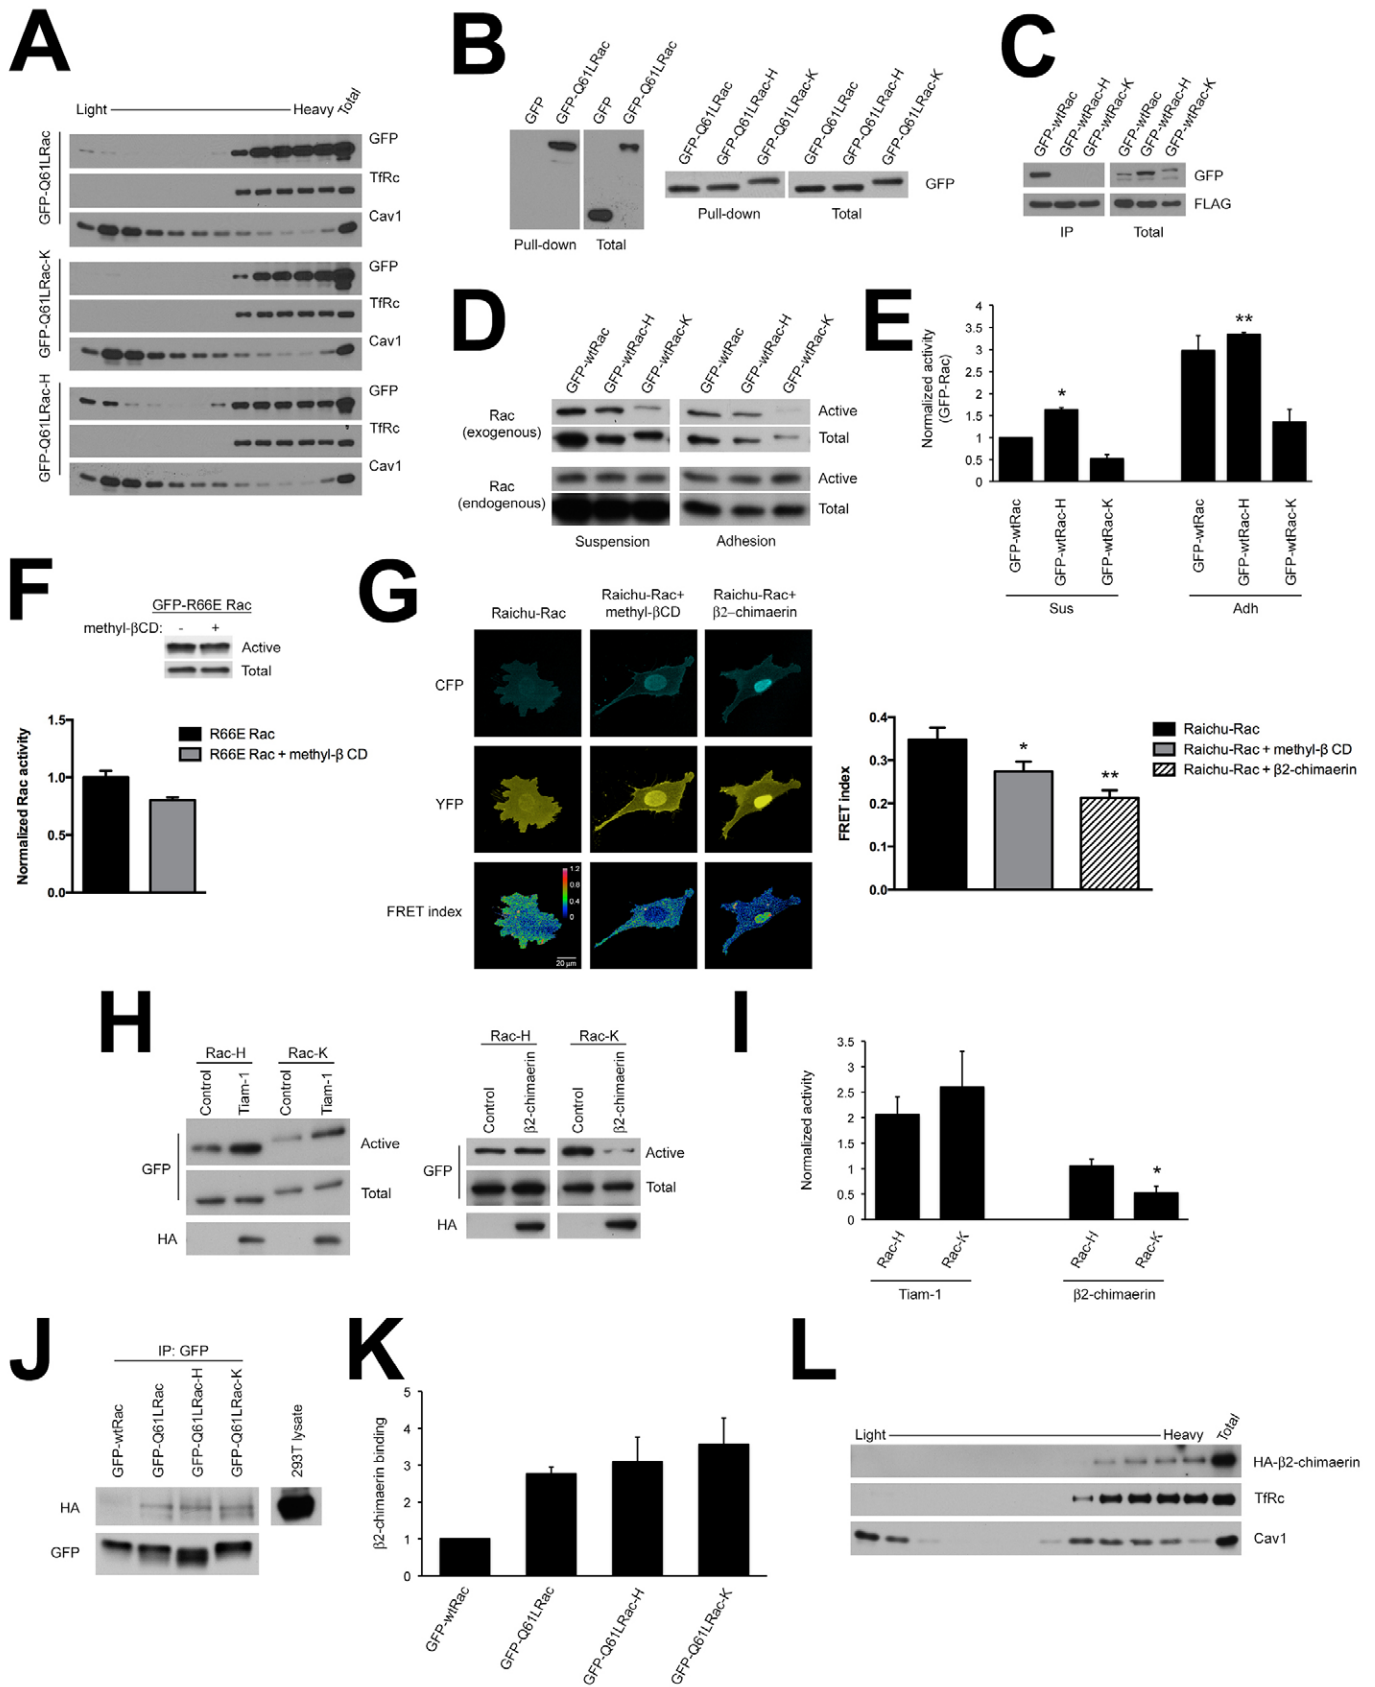 A
Light
Heavy
Total
GFP-Q61LRac
GFP
TfRc
Cav1
GFP-Q61LRac-K
GFP
TfRc
Cav1
GFP-Q61LRac-H
GFP
TfRc
Cav1
B
GFP
GFP-Q61LRac
GFP
GFP-Q61LRac
Pull-down
Total
GFP-Q61LRac
GFP-Q61LRac-H
GFP-Q61LRac-K
GFP-Q61LRac
GFP-Q61LRac-H
GFP-Q61LRac-K
GFP
Pull-down
Total
C
GFP-wtRac
GFP-wtRac-H
GFP-wtRac-K
GFP-wtRac
GFP-wtRac-H
GFP-wtRac-K
GFP
FLAG
IP
Total
D
GFP-wtRac
GFP-wtRac-H
GFP-wtRac-K
GFP-wtRac
GFP-wtRac-H
GFP-wtRac-K
Rac
(exogenous)
Active
Total
Rac
(endogenous)
Active
Total
Suspension
Adhesion
E
Normalized activity
(GFP-Rac)
4
3.5
3
2.5
2
1.5
1
0.5
0
*
**
GFP-wtRac
GFP-wtRac-H
GFP-wtRac-K
GFP-wtRac
GFP-wtRac-H
GFP-wtRac-K
Sus
Adh
F
GFP-R66E Rac
methyl-βCD: - +
Active
Total
Normalized Rac activity
1.5
1.0
0.5
0.0
R66E Rac
R66E Rac + methyl-β CD
G
Raichu-Rac
Raichu-Rac+
methyl-βCD
Raichu-Rac+
β2–chimaerin
CFP
YFP
FRET index
1.2
0.8
0.4
0
20 µm
FRET index
0.4
0.3
0.2
0.1
0.0
*
**
Raichu-Rac
Raichu-Rac + methyl-β CD
Raichu-Rac + β2-chimaerin
H
Rac-H
Rac-K
Control
Tiam-1
Control
Tiam-1
GFP
Active
Total
HA
Rac-H
Rac-K
Control
β2-chimaerin
Control
β2-chimaerin
GFP
Active
Total
HA
I
Normalized activity
3.5
3
2.5
2
1.5
1
0.5
0
*
Rac-H
Rac-K
Rac-H
Rac-K
Tiam-1
β2-chimaerin
J
IP: GFP
GFP-wtRac
GFP-Q61LRac
GFP-Q61LRac-H
GFP-Q61LRac-K
293T lysate
HA
GFP
K
β2-chimaerin binding
5
4
3
2
1
0
GFP-wtRac
GFP-Q61LRac
GFP-Q61LRac-H
GFP-Q61LRac-K
L
Light
Heavy
Total
HA-β2-chimaerin
TfRc
Cav1